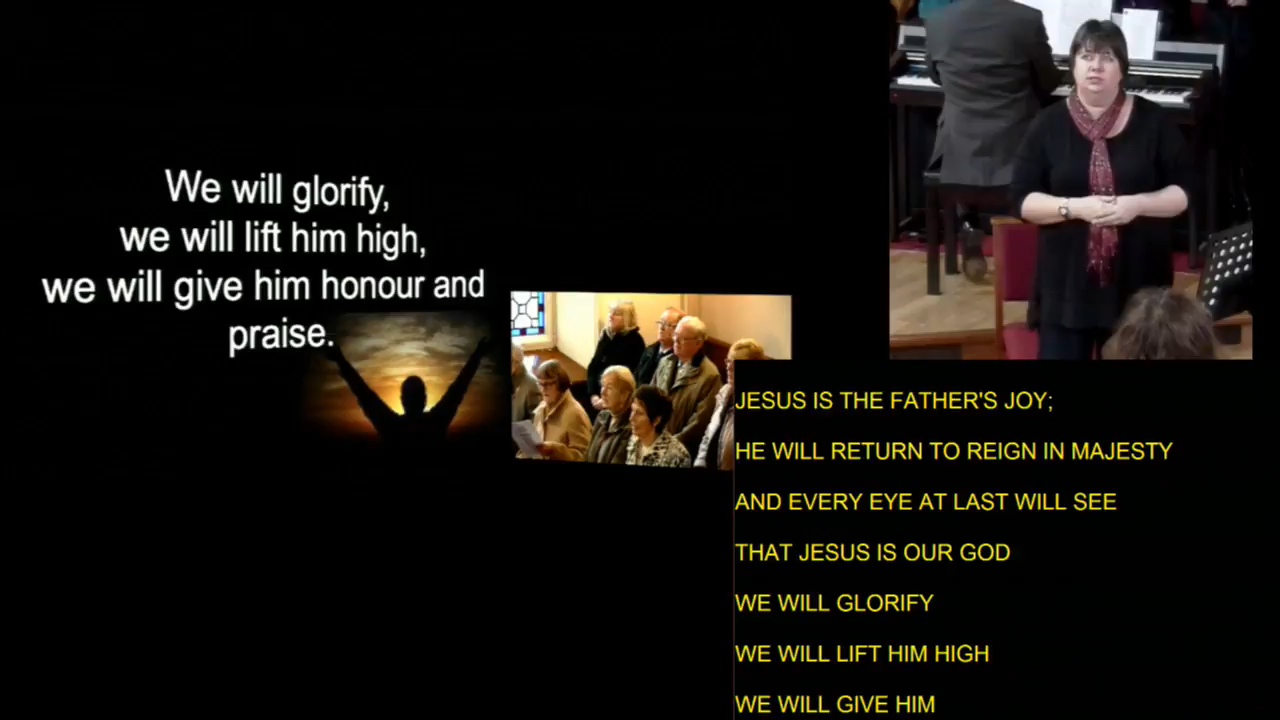 We will glorify,
we will lift him high,
we will give him honour and
praise.
JESUS IS THE FATHER'S JOY;
HE WILL RETURN TO REIGN IN MAJESTY
AND EVERY EYE AT LAST WILL SEE
THAT JESUS IS OUR GOD
WE WILL GLORIFY
WE WILL LIFT HIM HIGH
WE WILL GIVE HIM